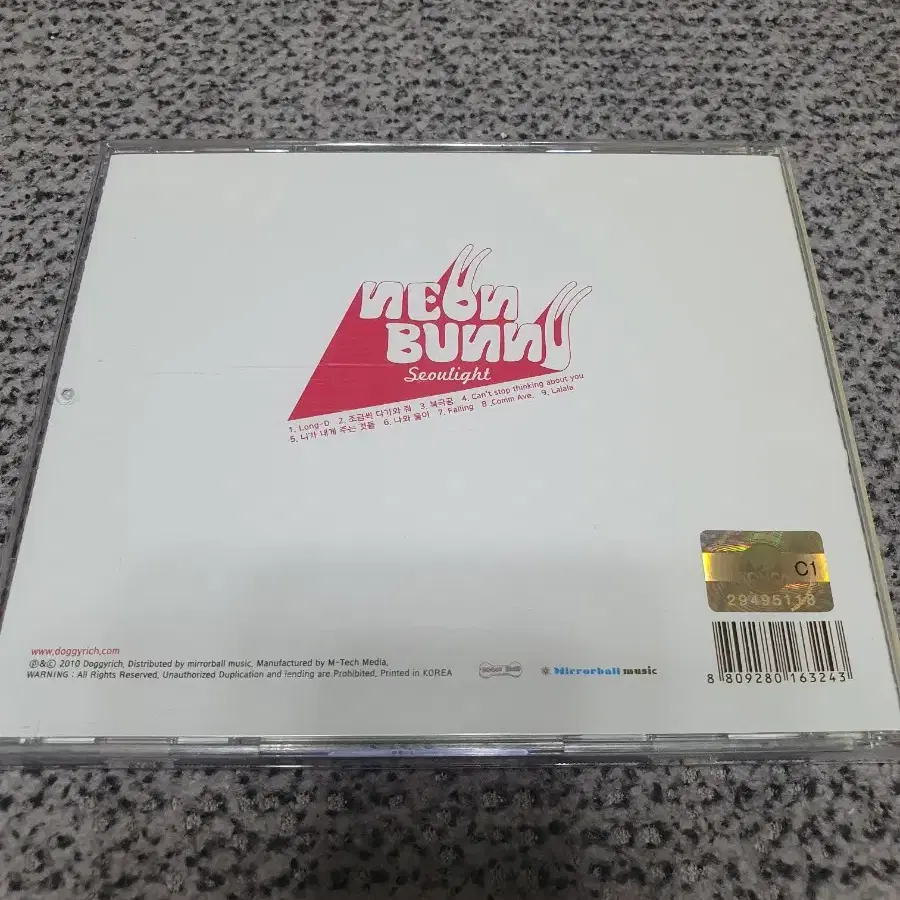 NEON
BUNNY
Seoulight
1. Long-D 2. 조금씩 다가와 줘 3. 북극곰 4. Can't stop thinking about you
5. 니가 내게 주는 것들 6. 나와 울이 7. Falling 8. Comm Ave. 9. Lalala
C1
29495118
www.doggyrich.com
℗&© 2010 Doggyrich, Distributed by mirrorball music, Manufactured by M-Tech Media,
WARNING : All Rights Reserved, Unauthorized Duplication and lending are Prohibited, Printed in KOREA
Mirrorball music
8 809280 163243